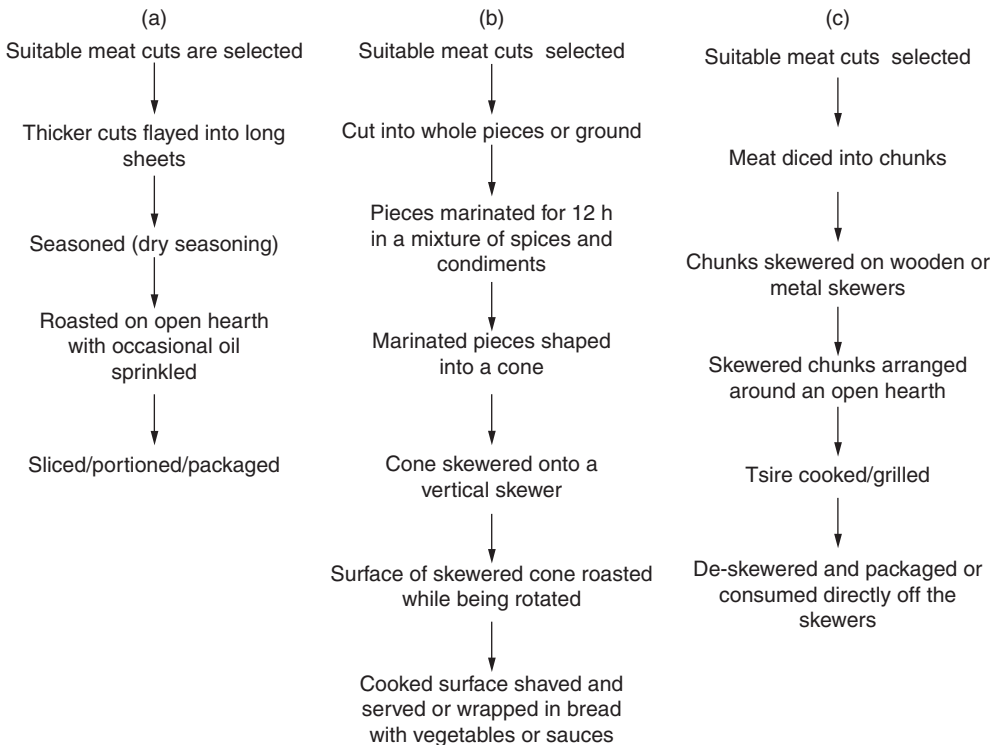 (a)
Suitable meat cuts are selected
Thicker cuts flayed into long
sheets
Seasoned (dry seasoning)
Roasted on open hearth
with occasional oil
sprinkled
Sliced/portioned/packaged
(b)
Suitable meat cuts selected
Cut into whole pieces or ground
Pieces marinated for 12 h
in a mixture of spices and
condiments
Marinated pieces shaped
into a cone
Cone skewered onto a
vertical skewer
Surface of skewered cone roasted
while being rotated
Cooked surface shaved and
served or wrapped in bread
with vegetables or sauces
(c)
Suitable meat cuts selected
Meat diced into chunks
Chunks skewered on wooden or
metal skewers
Skewered chunks arranged
around an open hearth
Tsire cooked/grilled
De-skewered and packaged or
consumed directly off the
skewers